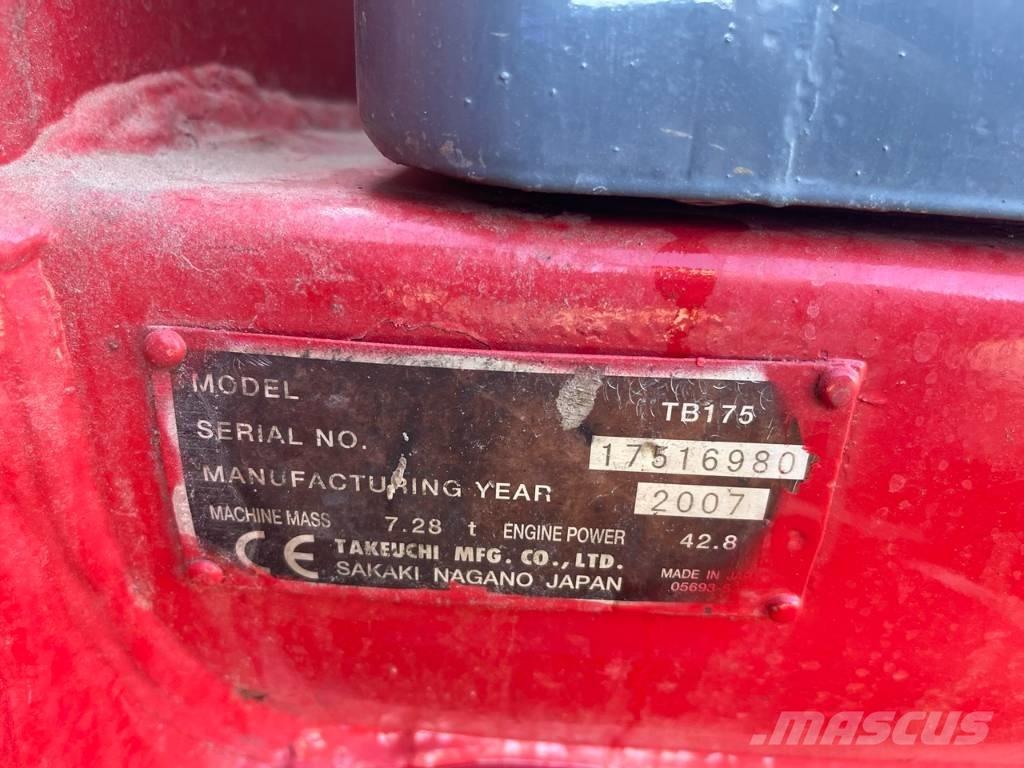 MODEL TB175
SERIAL NO. 17516980
MANUFACTURING YEAR 2007
MACHINE MASS 7.28 t ENGINE POWER 42.8
CE TAKEUCHI MFG. CO., LTD.
SAKAKI NAGANO JAPAN
MADE IN
05693
MASCUS